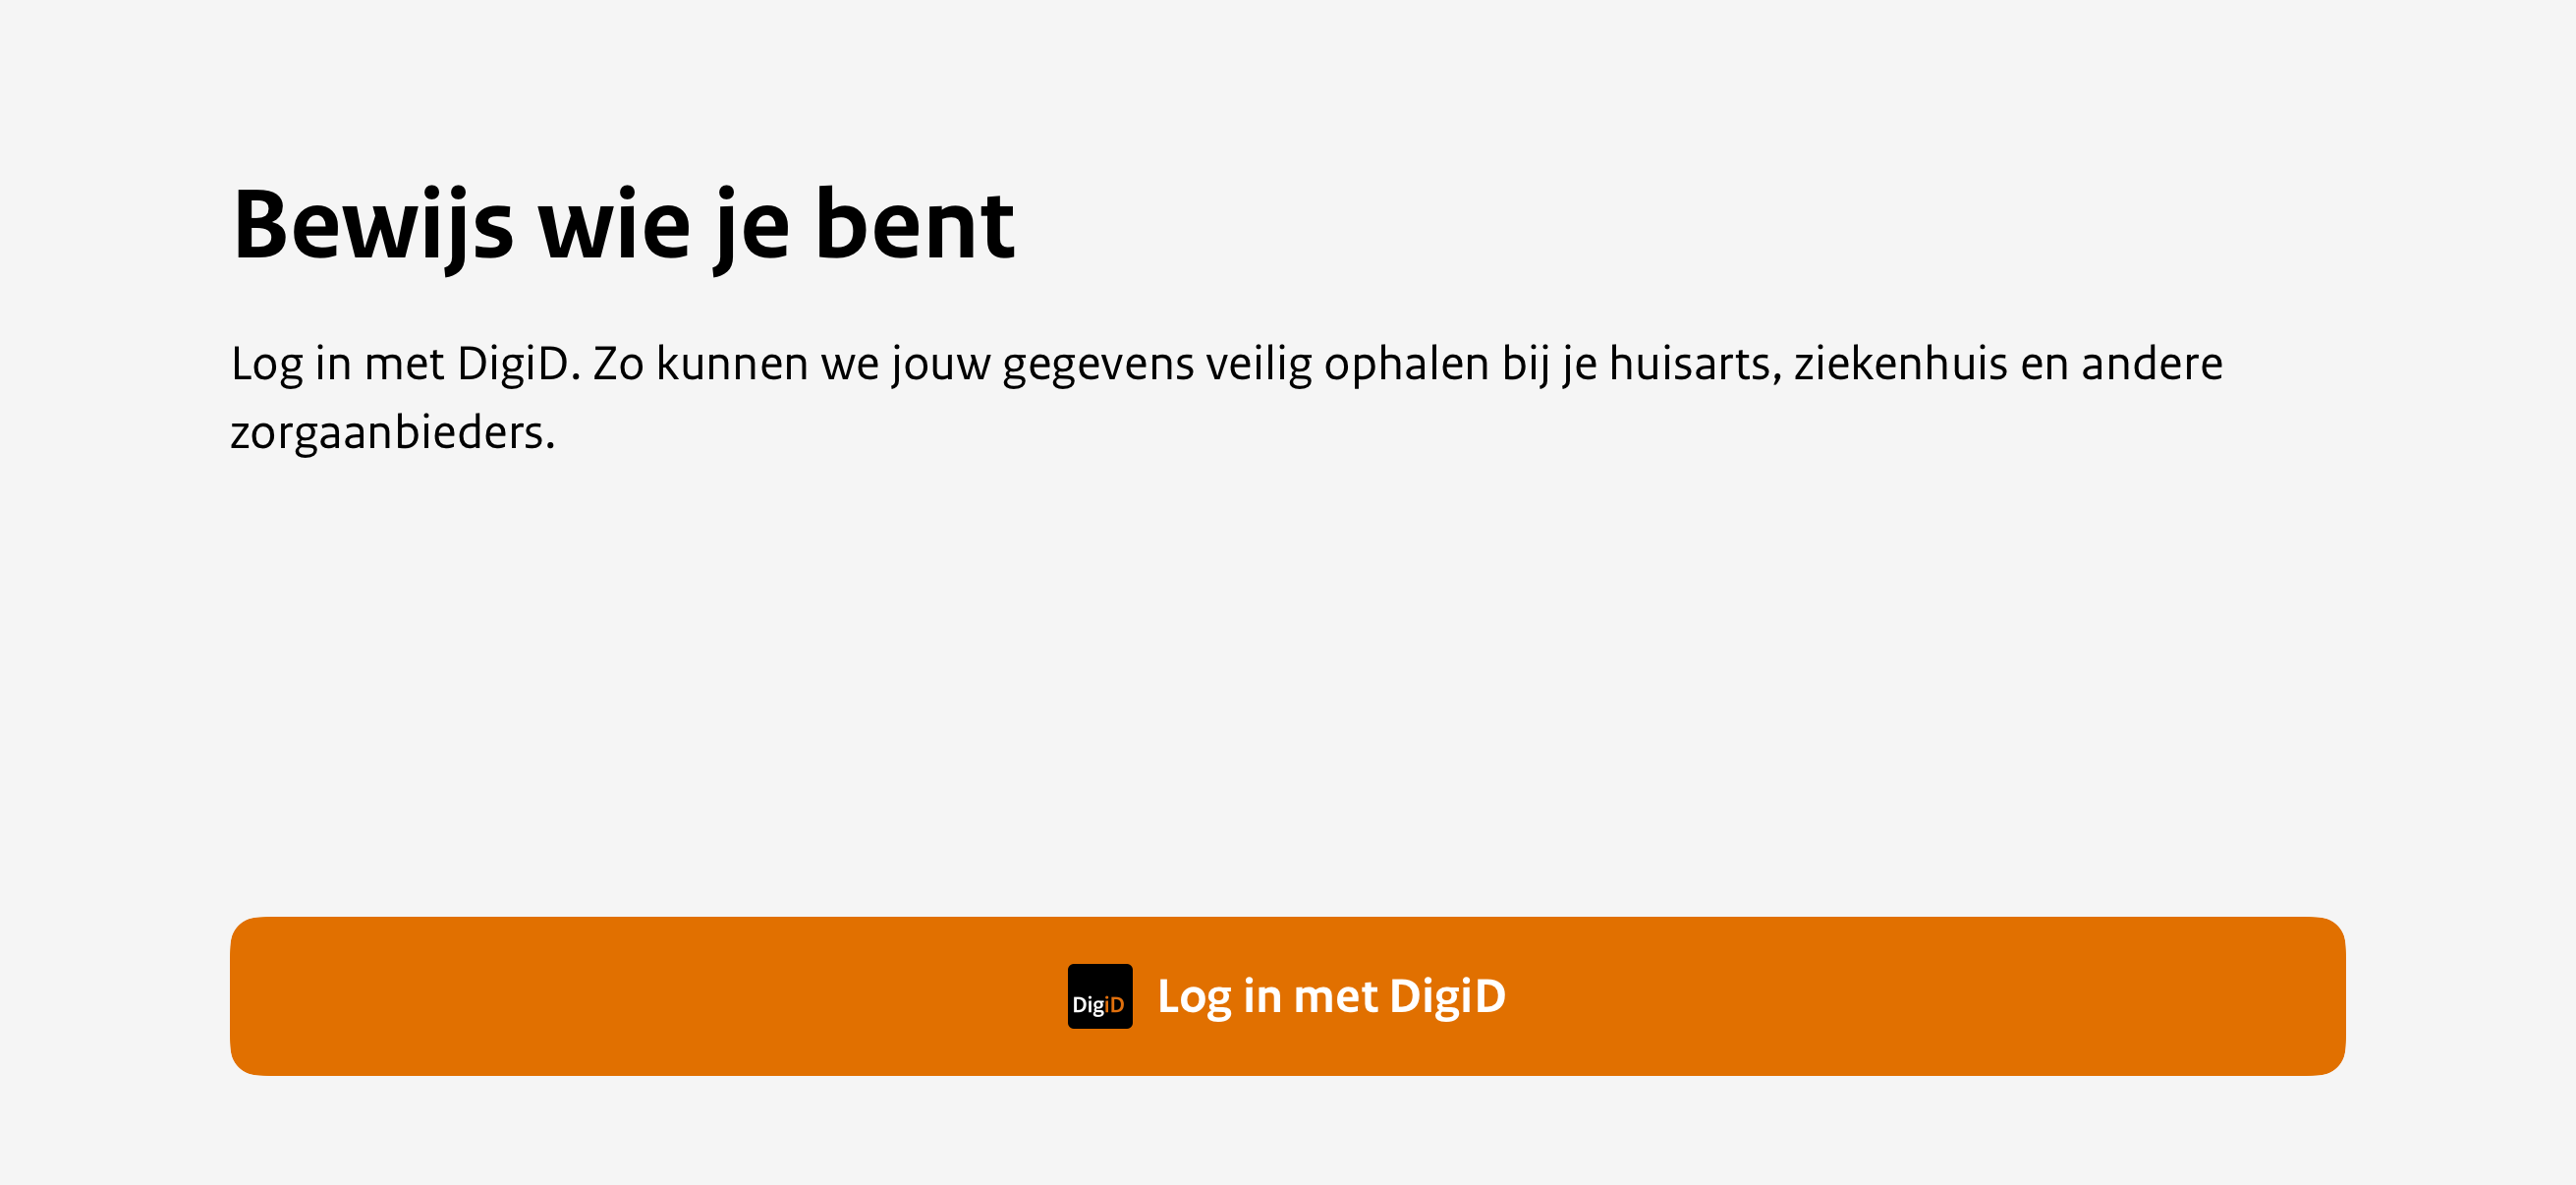 Bewijs wie je bent
Log in met DigiD. Zo kunnen we jouw gegevens veilig ophalen bij je huisarts, ziekenhuis en andere
zorgaanbieders.
DigiD Log in met DigiD